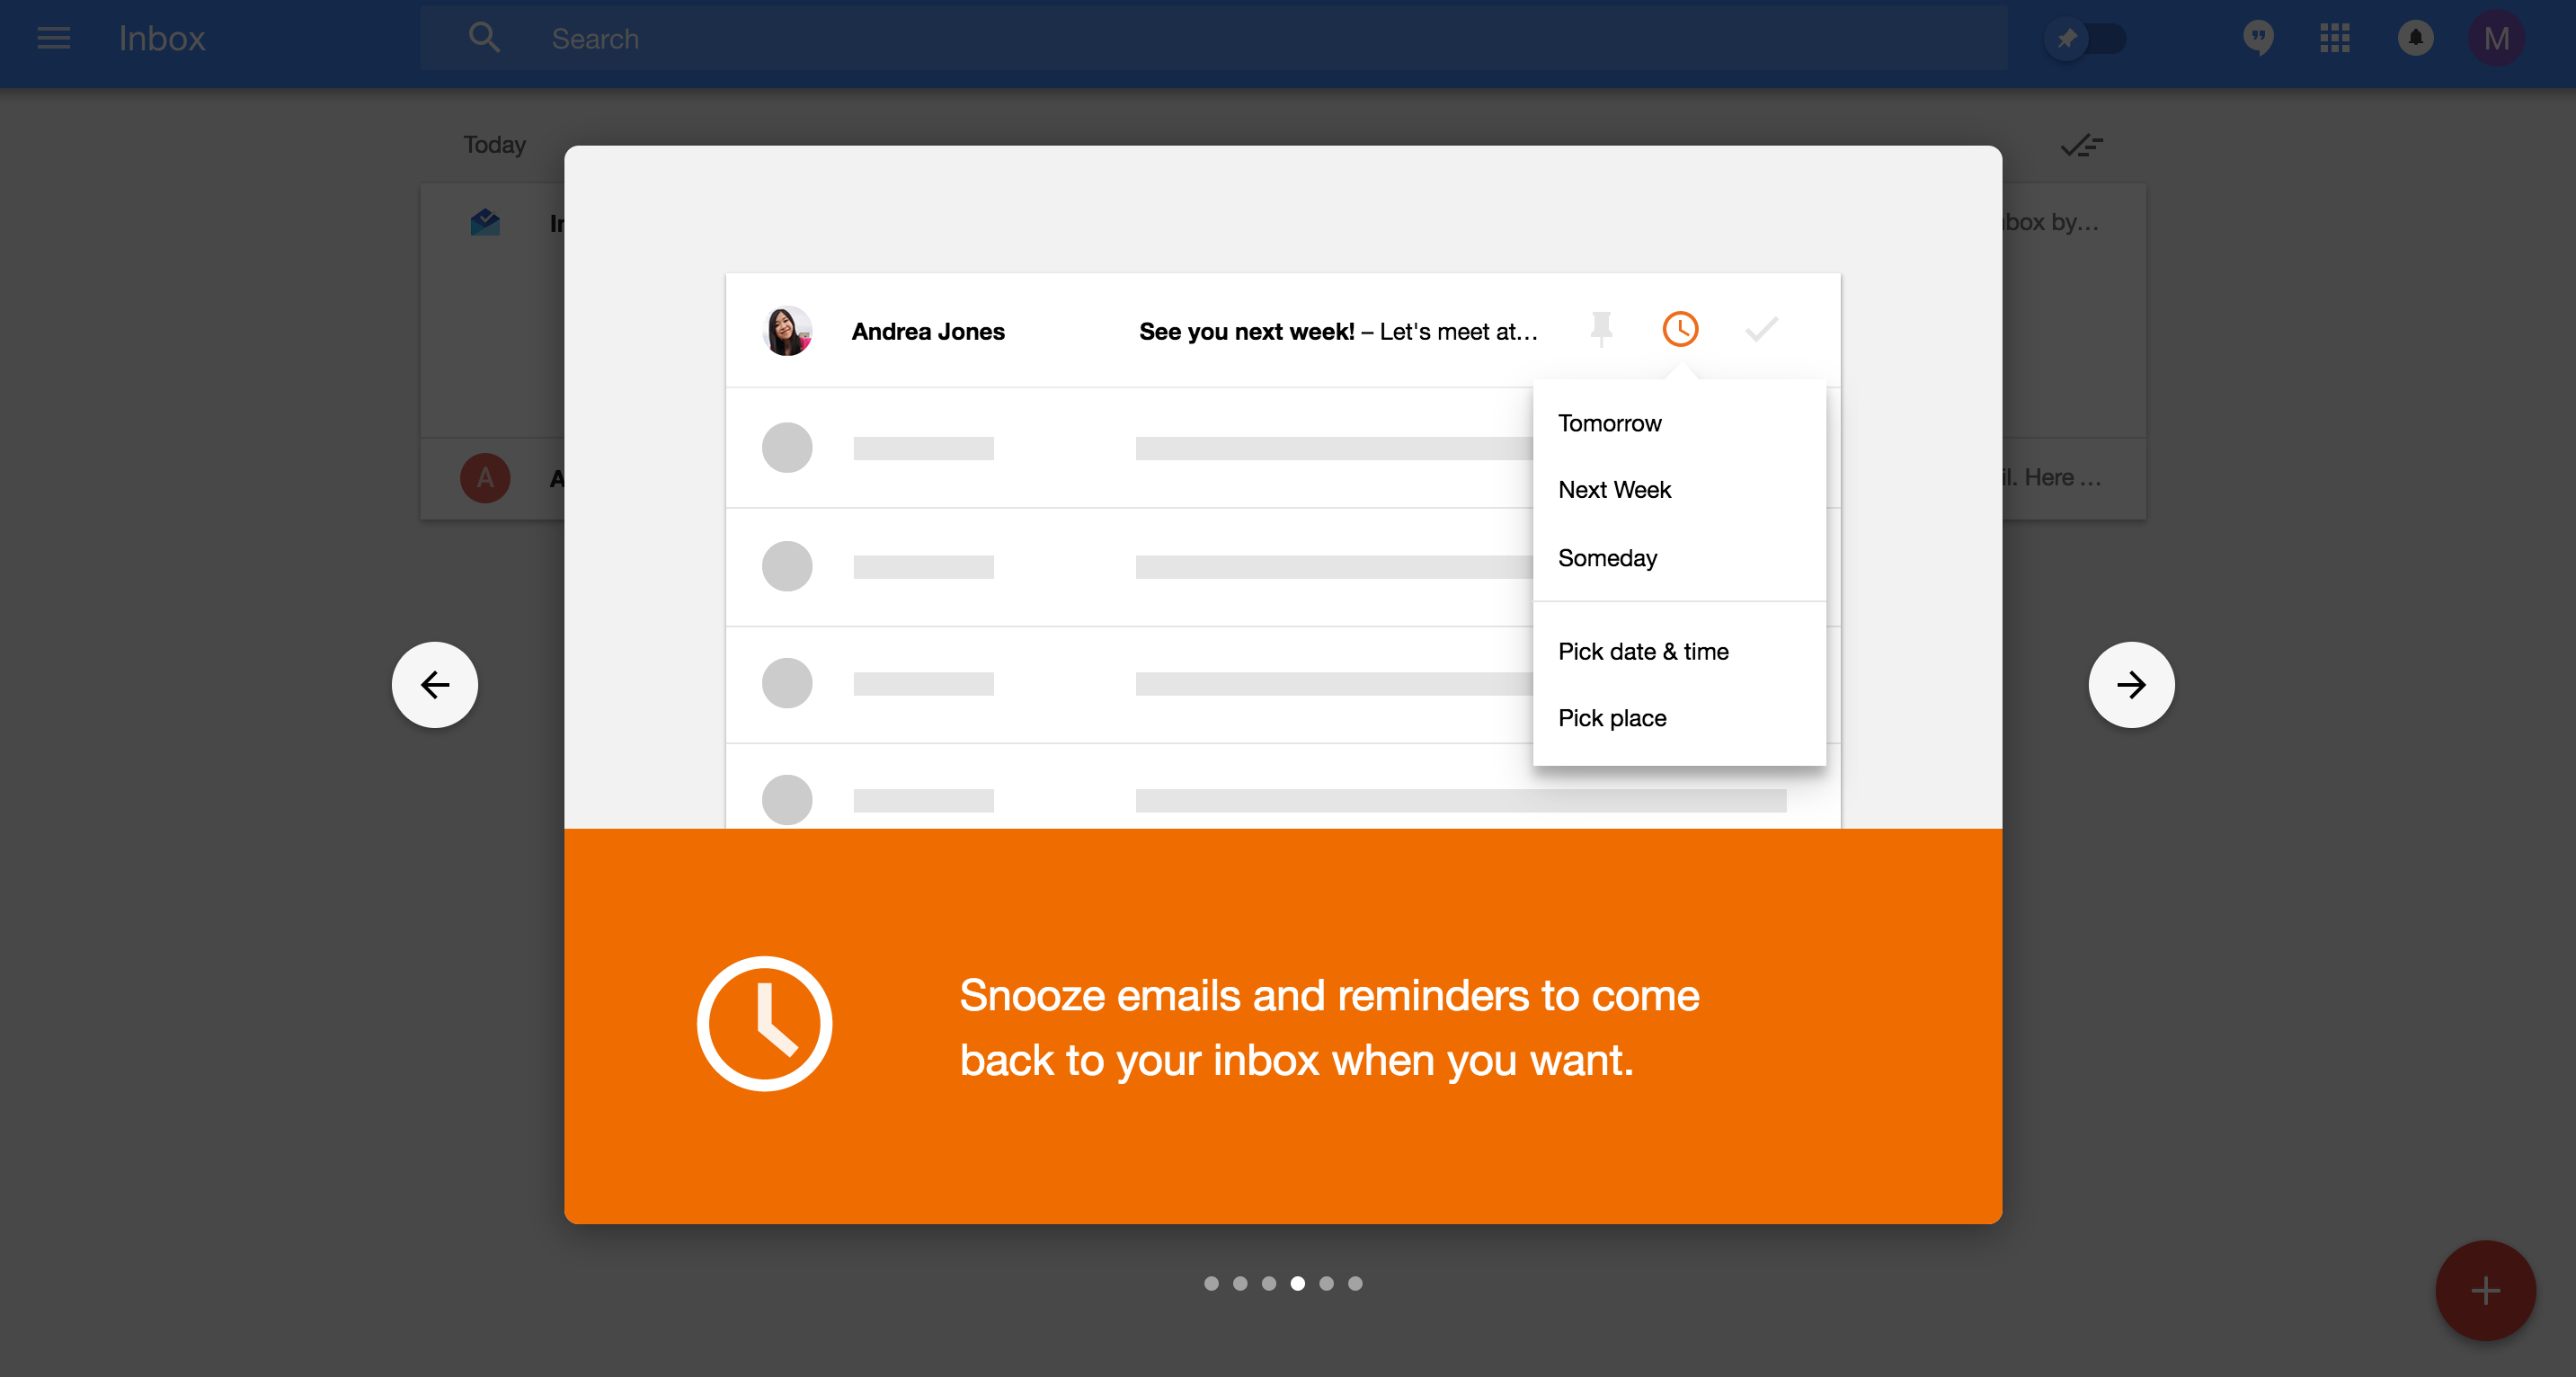 Inbox
Search
M
Today
In
box by...
A
A
il. Here ...
Andrea Jones
See you next week! – Let's meet at...
Tomorrow
Next Week
Someday
Pick date & time
Pick place
Snooze emails and reminders to come
back to your inbox when you want.